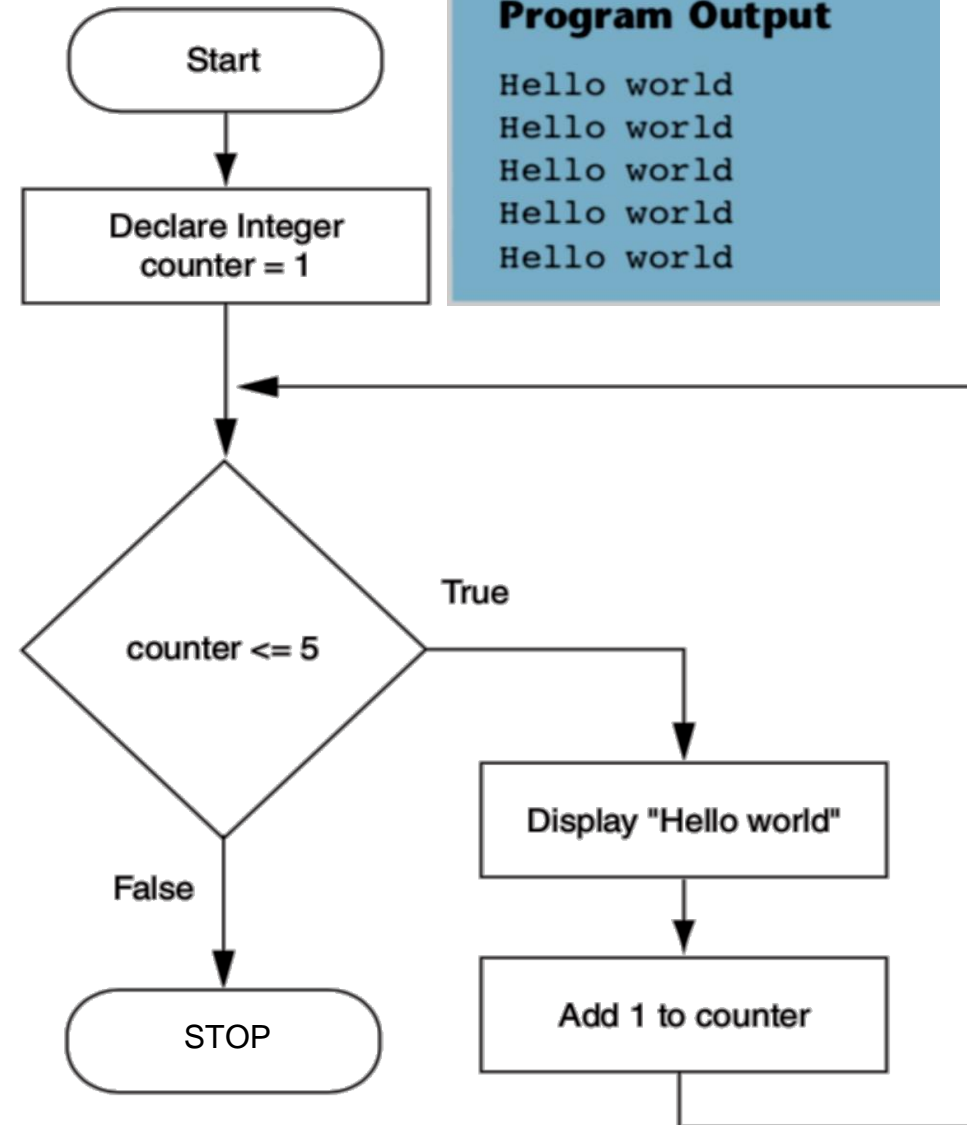 Start
Declare Integer
counter = 1
Program Output
Hello world
Hello world
Hello world
Hello world
Hello world
counter <= 5
True
False
Display "Hello world"
Add 1 to counter
STOP